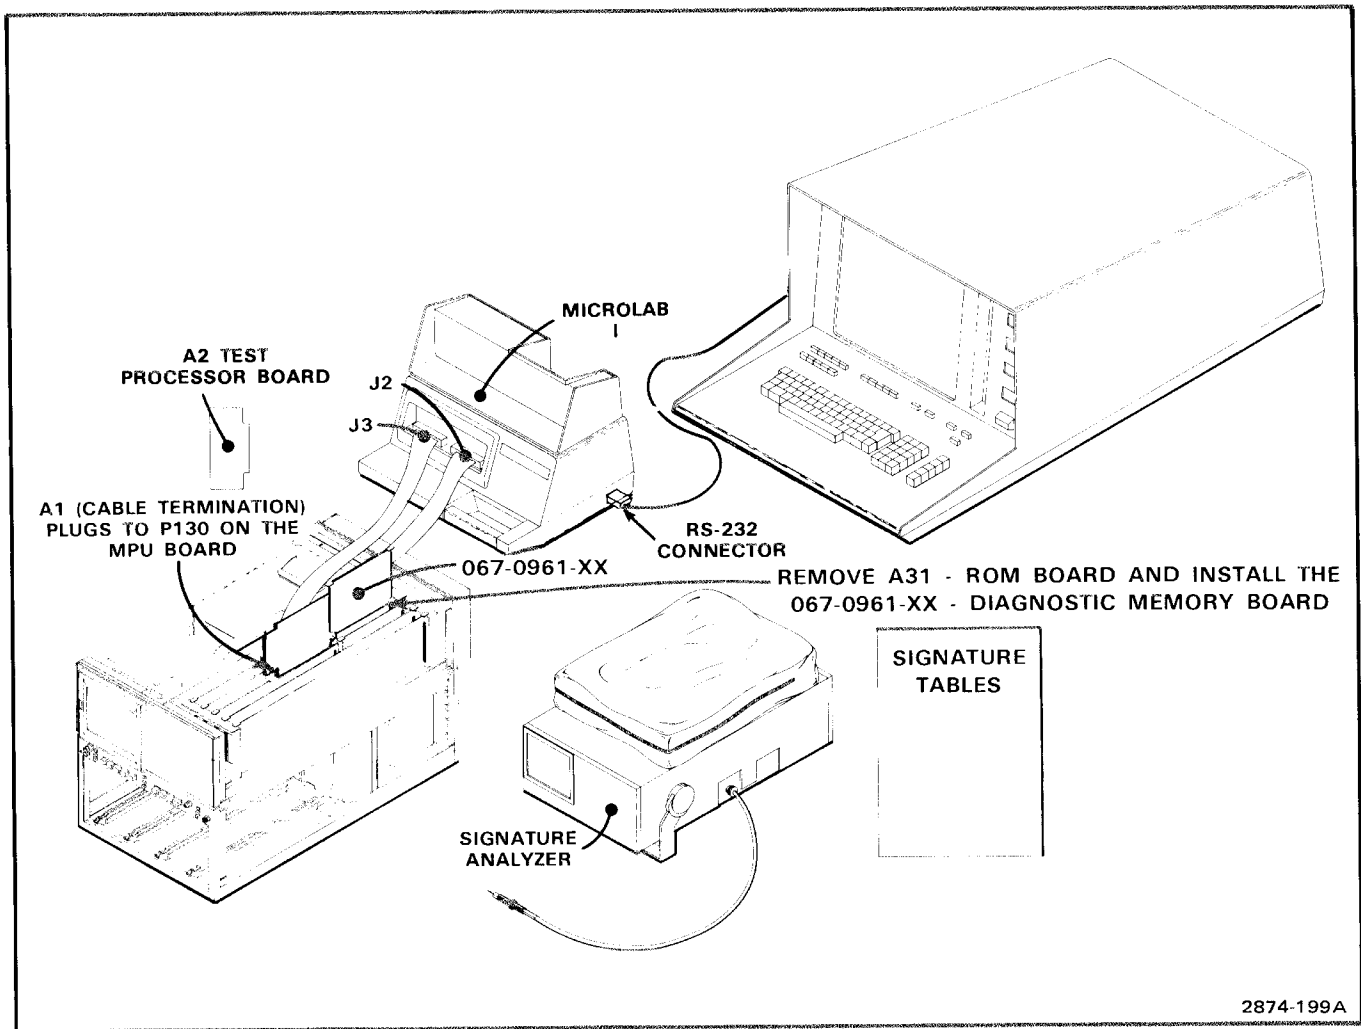 MICROLAB
I
A2 TEST
PROCESSOR BOARD
J2
J3
A1 (CABLE TERMINATION)
PLUGS TO P130 ON THE
MPU BOARD
RS-232
CONNECTOR
067-0961-XX
REMOVE A31 - ROM BOARD AND INSTALL THE
067-0961-XX - DIAGNOSTIC MEMORY BOARD
SIGNATURE
TABLES
SIGNATURE
ANALYZER
2874-199A